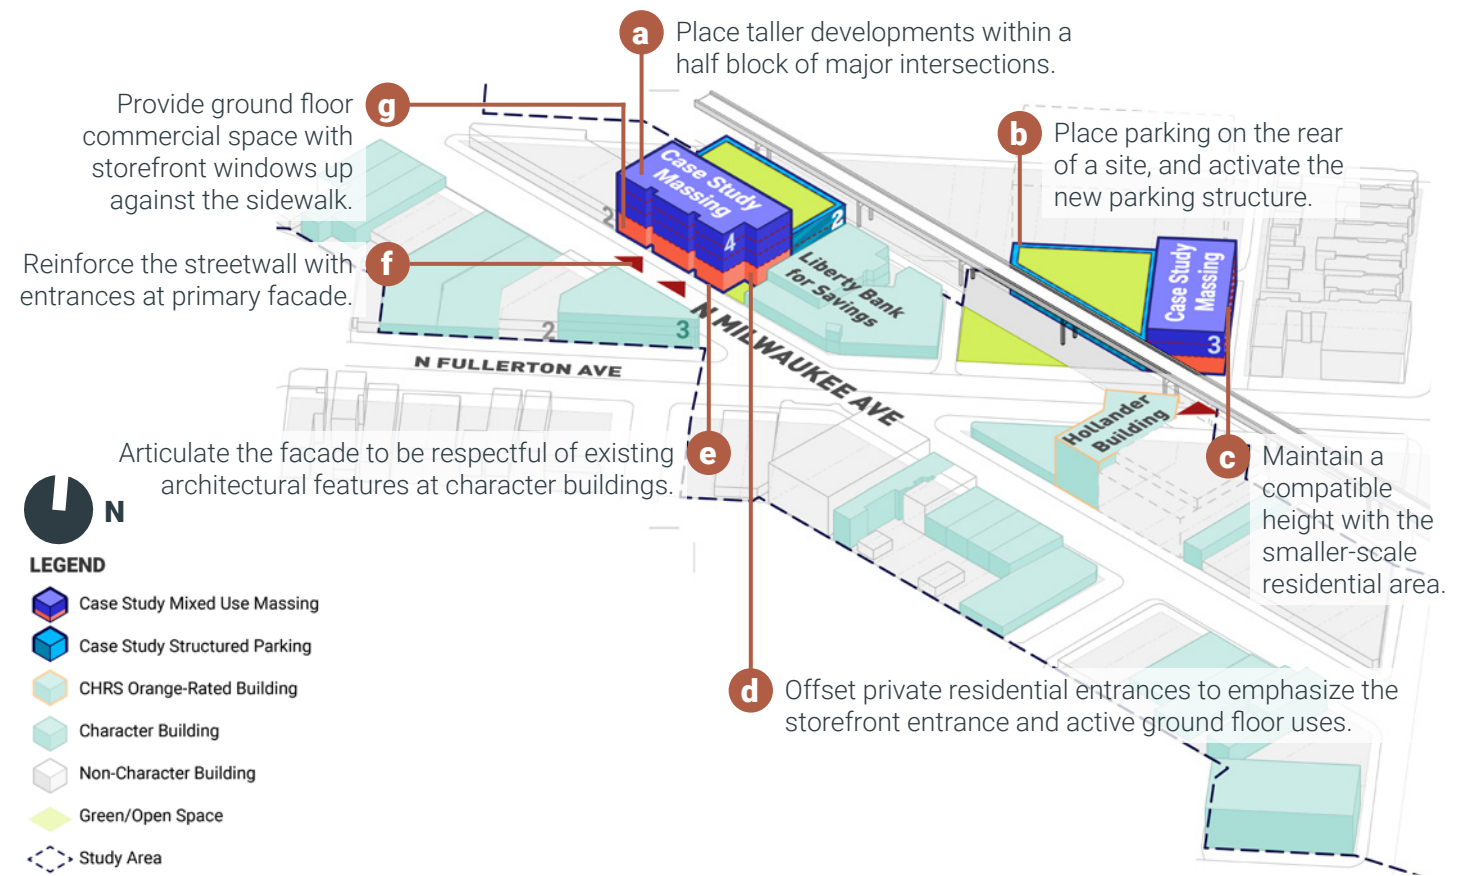 a
Place taller developments within a
half block of major intersections.
g
Provide ground floor
commercial space with
storefront windows up
against the sidewalk.
b
Place parking on the rear
of a site, and activate the
new parking structure.
Case Study
Massing
2
4
2
f
Reinforce the streetwall with
entrances at primary facade.
Liberty Bank
for Savings
Case Study
Massing
3
2
3
N MILWAUKEE AVE
N FULLERTON AVE
Hollander
Building
e
Articulate the facade to be respectful of existing
architectural features at character buildings.
c
Maintain a
compatible
height with the
smaller-scale
residential area.
d
Offset private residential entrances to emphasize the
storefront entrance and active ground floor uses.
N
LEGEND
Case Study Mixed Use Massing
Case Study Structured Parking
CHRS Orange-Rated Building
Character Building
Non-Character Building
Green/Open Space
Study Area